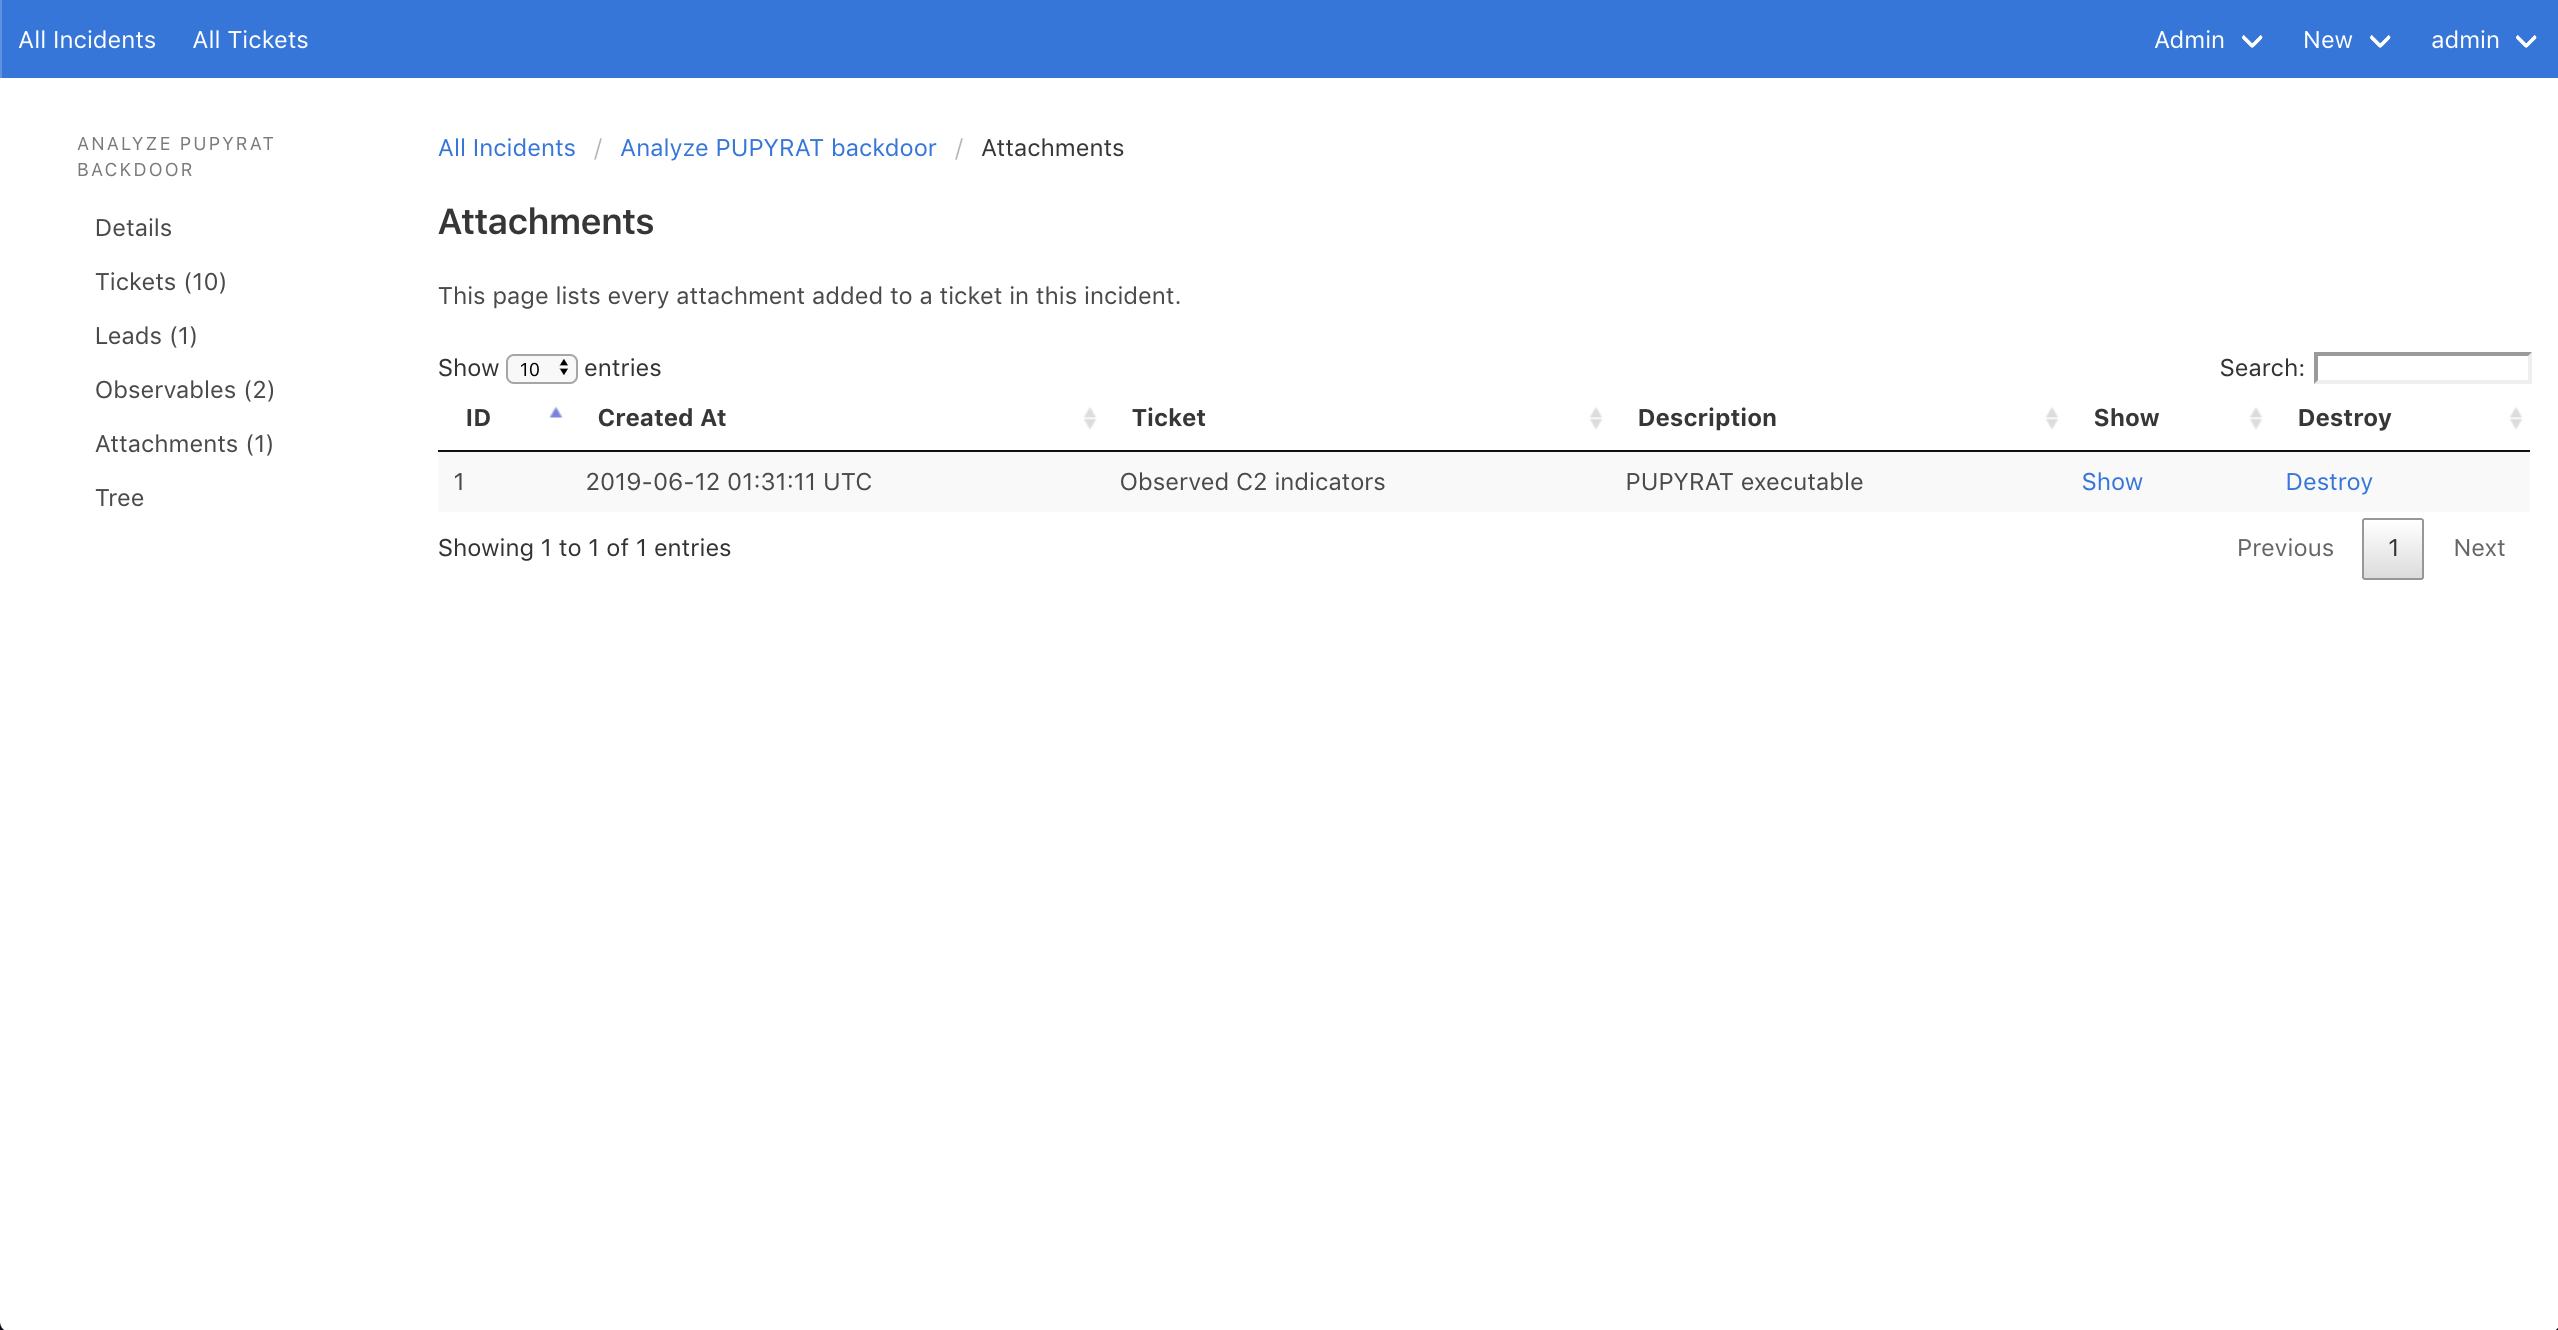 All Incidents All Tickets Admin New admin
ANALYZE PUPYRAT
BACKDOOR
Details
Tickets (10)
Leads (1)
Observables (2)
Attachments (1)
Tree
All Incidents / Analyze PUPYRAT backdoor / Attachments
Attachments
This page lists every attachment added to a ticket in this incident.
Show 10 entries Search:
ID Created At Ticket Description Show Destroy
1 2019-06-12 01:31:11 UTC Observed C2 indicators PUPYRAT executable Show Destroy
Showing 1 to 1 of 1 entries Previous 1 Next